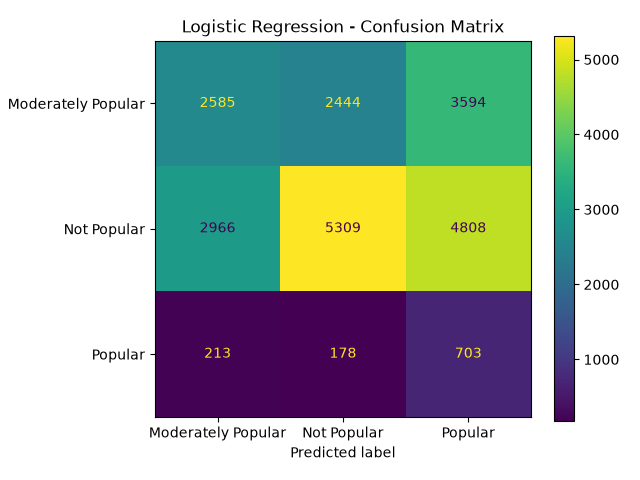 Logistic Regression - Confusion Matrix
Moderately Popular 2585 2444 3594
Not Popular 2966 5309 4808
Popular 213 178 703
Moderately Popular Not Popular Popular
Predicted label
5000
4000
3000
2000
1000